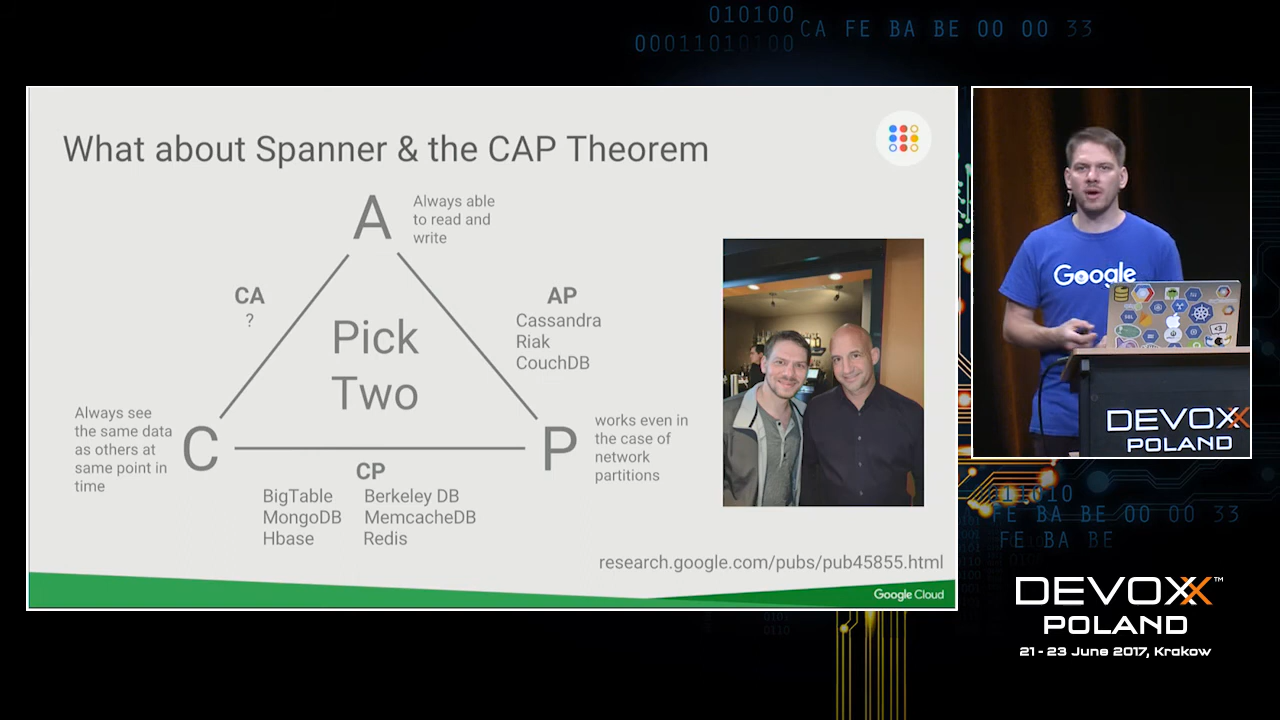 010100
00011010100
CA FE BA BE 00 00 33
What about Spanner & the CAP Theorem
A
Always able
to read and
write
CA
?
AP
Cassandra
Riak
CouchDB
Pick
Two
Always see
the same data
as others at
same point in
time
C
P
works even in
the case of
network
partitions
CP
BigTable Berkeley DB
MongoDB MemcacheDB
Hbase Redis
research.google.com/pubs/pub45855.html
Google Cloud
Google
DEVOXX
POLAND
FE BA BE 00 00 33
FE BA BE
DEVOXX™
POLAND
21 - 23 June 2017, Krakow